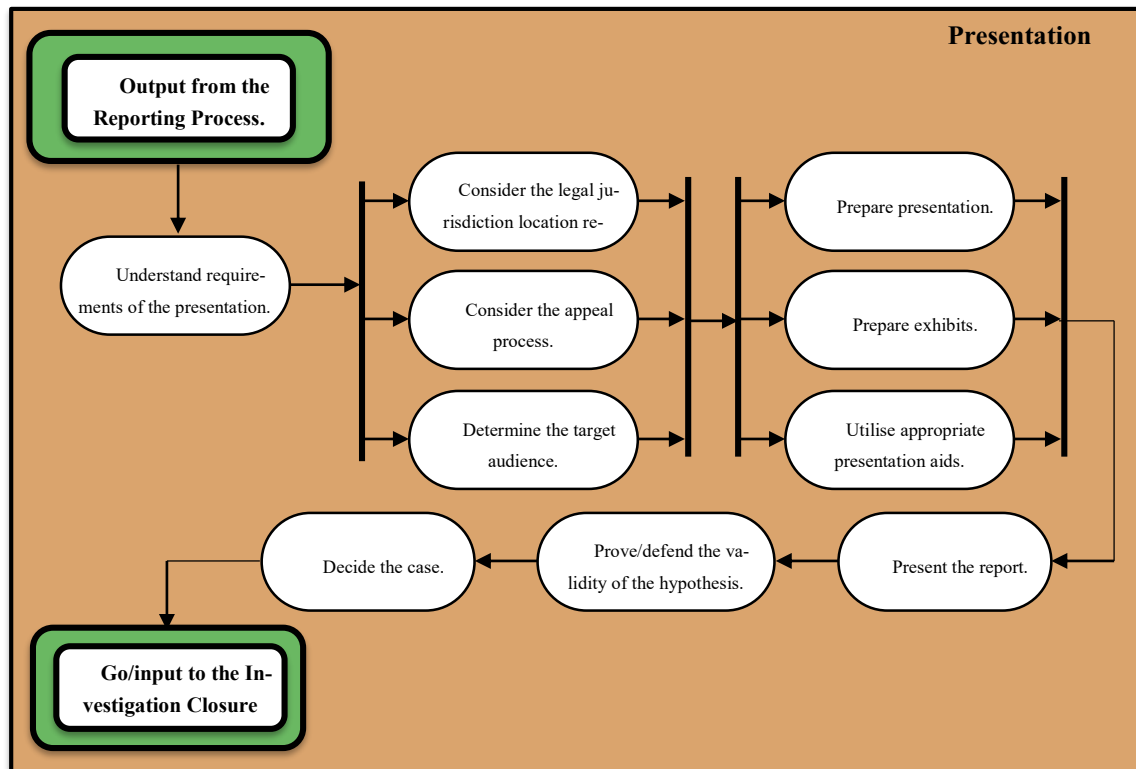 Presentation
Output from the
Reporting Process.
Consider the legal ju-
risdiction location re-
Prepare presentation.
Understand require-
ments of the presentation.
Consider the appeal
process.
Prepare exhibits.
Determine the target
audience.
Utilise appropriate
presentation aids.
Decide the case.
Prove/defend the va-
lidity of the hypothesis.
Present the report.
Go/input to the In-
vestigation Closure